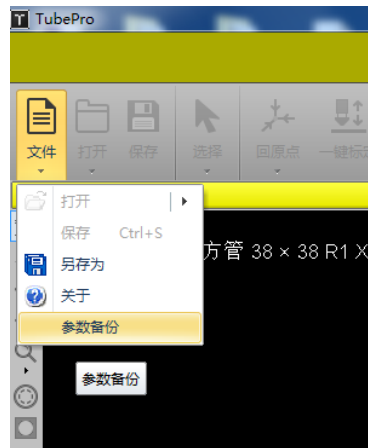 TubePro
文件 打开 保存 选择 回原点 一键标
打开
保存 Ctrl+S
另存为
关于
参数备份
方管 38 × 38 R1 X
参数备份